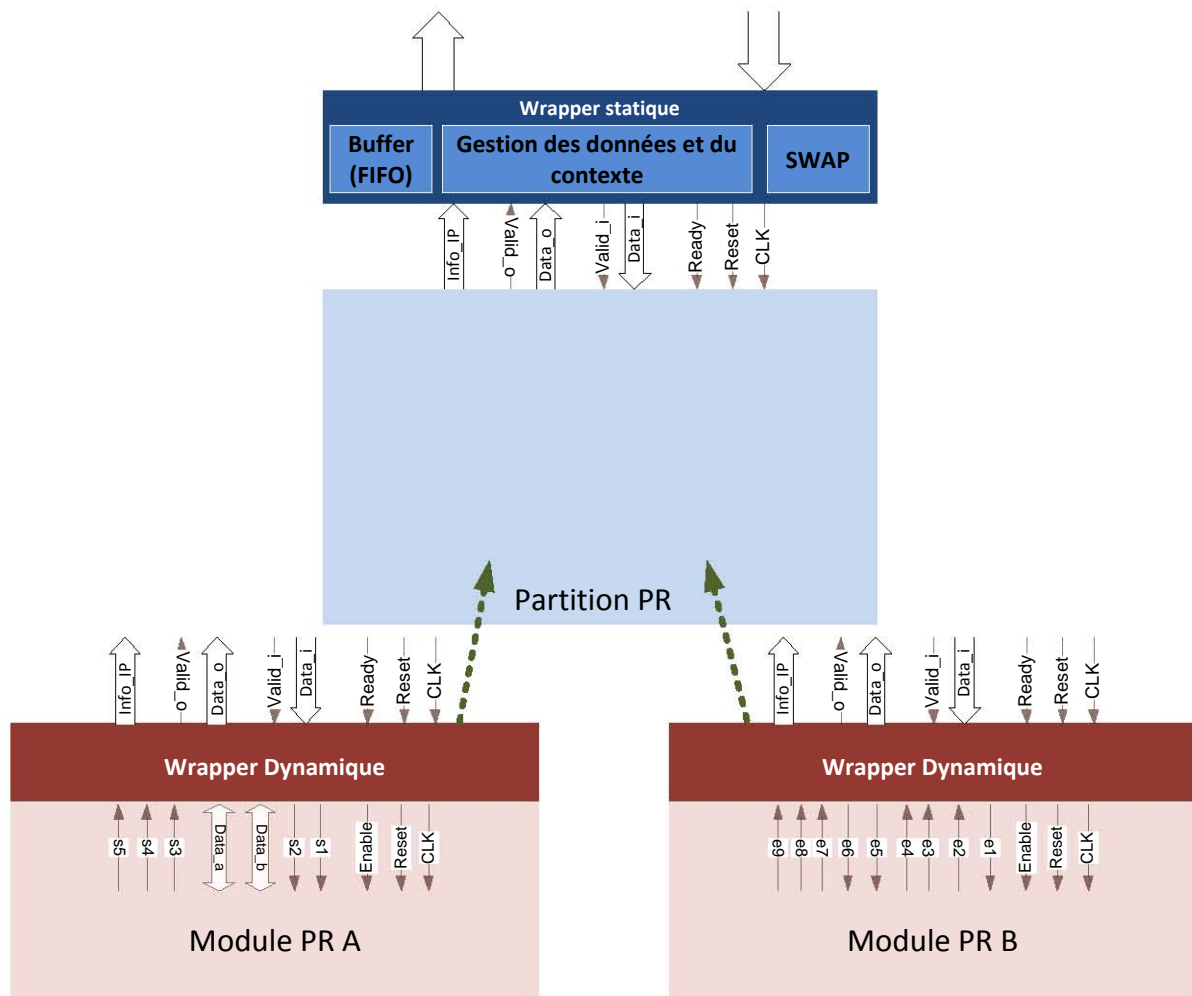 Wrapper statique
Buffer
(FIFO)
Gestion des données et du
contexte
SWAP
Info_IP
Valid_o
Data_o
Valid_i
Data_i
Ready
Reset
CLK
Partition PR
Info_IP
Valid_o
Data_o
Valid_i
Data_i
Ready
Reset
CLK
Info_IP
Valid_o
Data_o
Valid_i
Data_i
Ready
Reset
CLK
Wrapper Dynamique
Wrapper Dynamique
s5
s4
s3
Data_a
Data_b
s2
s1
Enable
Reset
CLK
e9
e8
e7
e6
e5
e4
e3
e2
e1
Enable
Reset
CLK
Module PR A
Module PR B